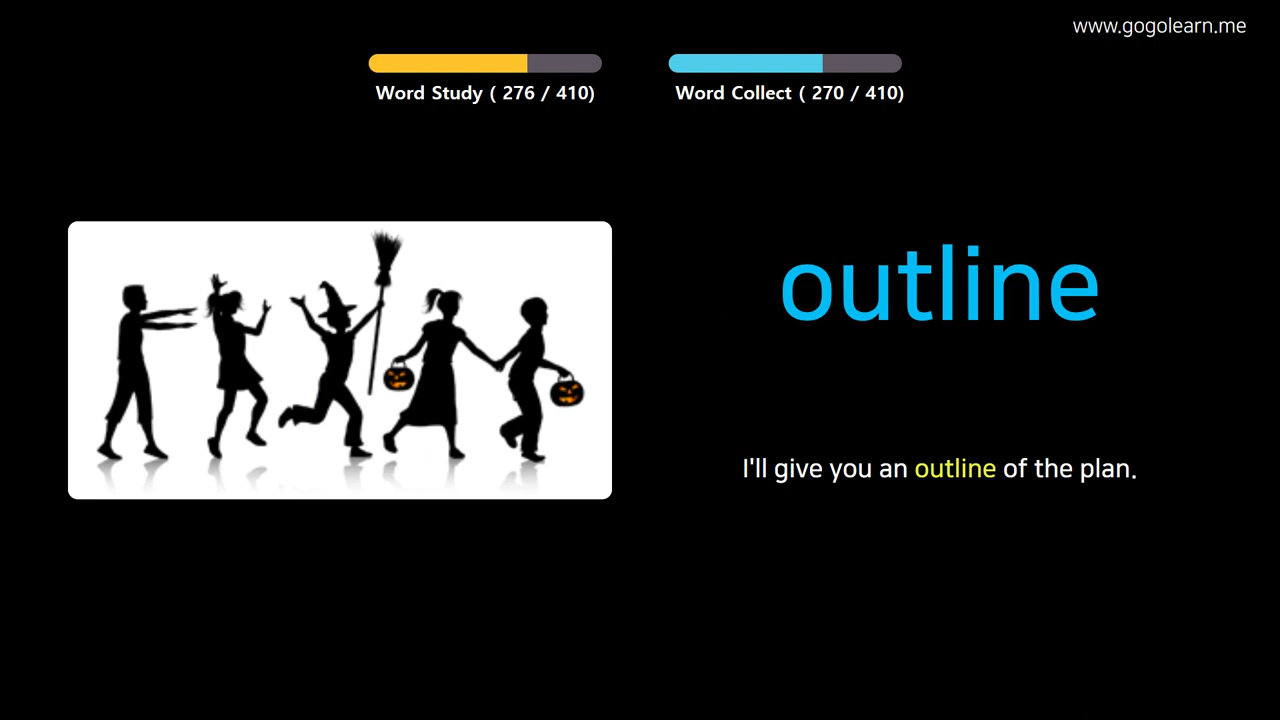 www.gogolearn.me
Word Study ( 276 / 410)
Word Collect ( 270 / 410)
outline
I'll give you an outline of the plan.